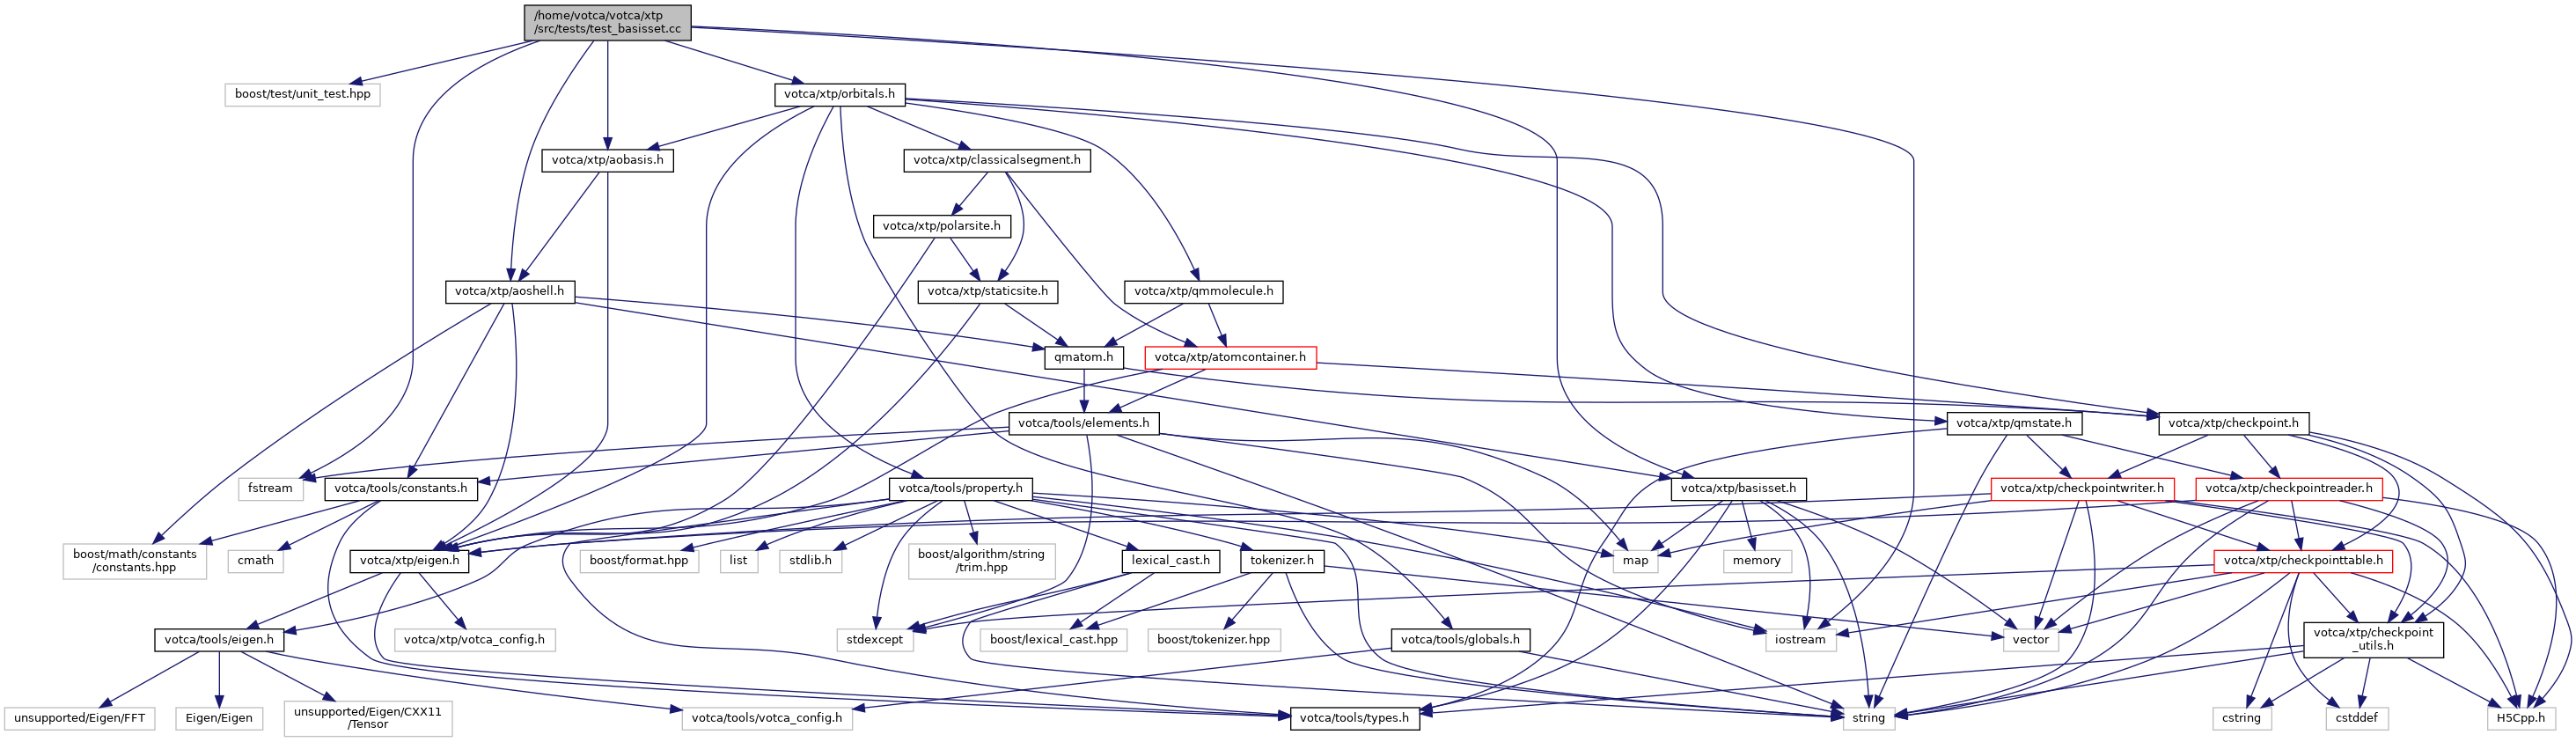 /home/votca/votca/xtp
/src/tests/test_basisset.cc
boost/test/unit_test.hpp
votca/xtp/orbitals.h
votca/xtp/aobasis.h
votca/xtp/classicalsegment.h
votca/xtp/polarsite.h
votca/xtp/aoshell.h
votca/xtp/staticsite.h
votca/xtp/qmmolecule.h
qmatom.h
votca/xtp/atomcontainer.h
votca/tools/elements.h
votca/xtp/qmstate.h
votca/xtp/checkpoint.h
fstream
votca/tools/constants.h
votca/tools/property.h
votca/xtp/basisset.h
votca/xtp/checkpointwriter.h
votca/xtp/checkpointreader.h
boost/math/constants
/constants.hpp
cmath
votca/xtp/eigen.h
boost/format.hpp
list
stdlib.h
boost/algorithm/string
/trim.hpp
lexical_cast.h
tokenizer.h
map
memory
votca/xtp/checkpointtable.h
votca/tools/eigen.h
votca/xtp/votca_config.h
stdexcept
boost/lexical_cast.hpp
boost/tokenizer.hpp
votca/tools/globals.h
iostream
vector
votca/xtp/checkpoint
_utils.h
unsupported/Eigen/FFT
Eigen/Eigen
unsupported/Eigen/CXX11
/Tensor
votca/tools/votca_config.h
votca/tools/types.h
string
cstring
cstddef
H5Cpp.h